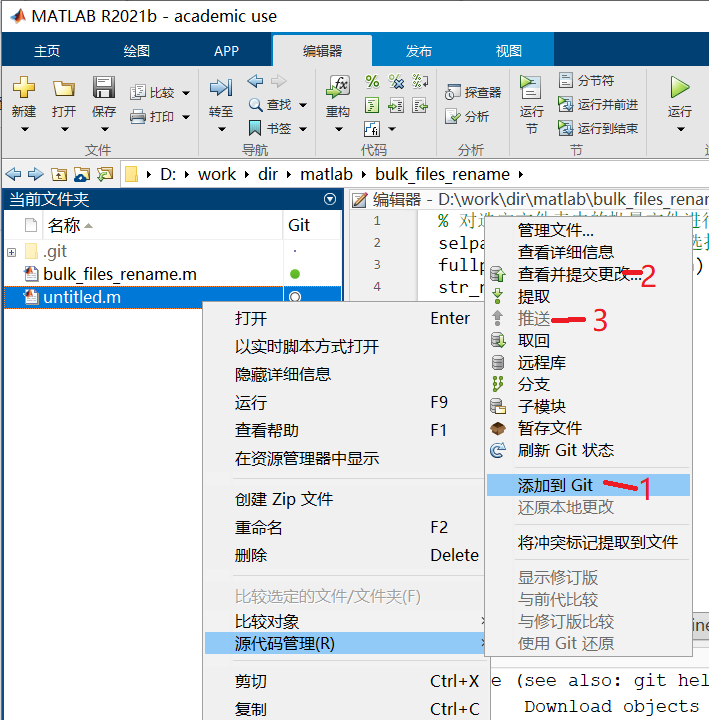 MATLAB R2021b - academic use
主页 绘图 APP 编辑器 发布 视图
新建 打开 保存 比较 打印 转至 查找 书签 重构 探查器 分析 运行节 分节符 运行并前进 运行到结束 运行
文件 导航 代码 分析
D: work dir matlab bulk_files_rename
当前文件夹
名称 Git
.git
bulk_files_rename.m
untitled.m
编辑器 - D:\work\dir\matlab\bulk_files_rena
1
2 selpa
3 fullp
4 str_r
打开 Enter
以实时脚本方式打开
隐藏详细信息
运行 F9
查看帮助 F1
在资源管理器中显示
创建 Zip 文件
重命名 F2
删除 Delete
比较选定的文件/文件夹(F)
比较对象
源代码管理(R)
剪切 Ctrl+X
复制 Ctrl+C
管理文件...
查看详细信息
查看并提交更改... 2
提取
推送 3
取回
远程库
分支
子模块
暂存文件
刷新 Git 状态
添加到 Git 1
还原本地更改
将冲突标记提取到文件
显示修订版
与前代比较
与修订版比较
使用 Git 还原
e (see also: git hel
Download objects